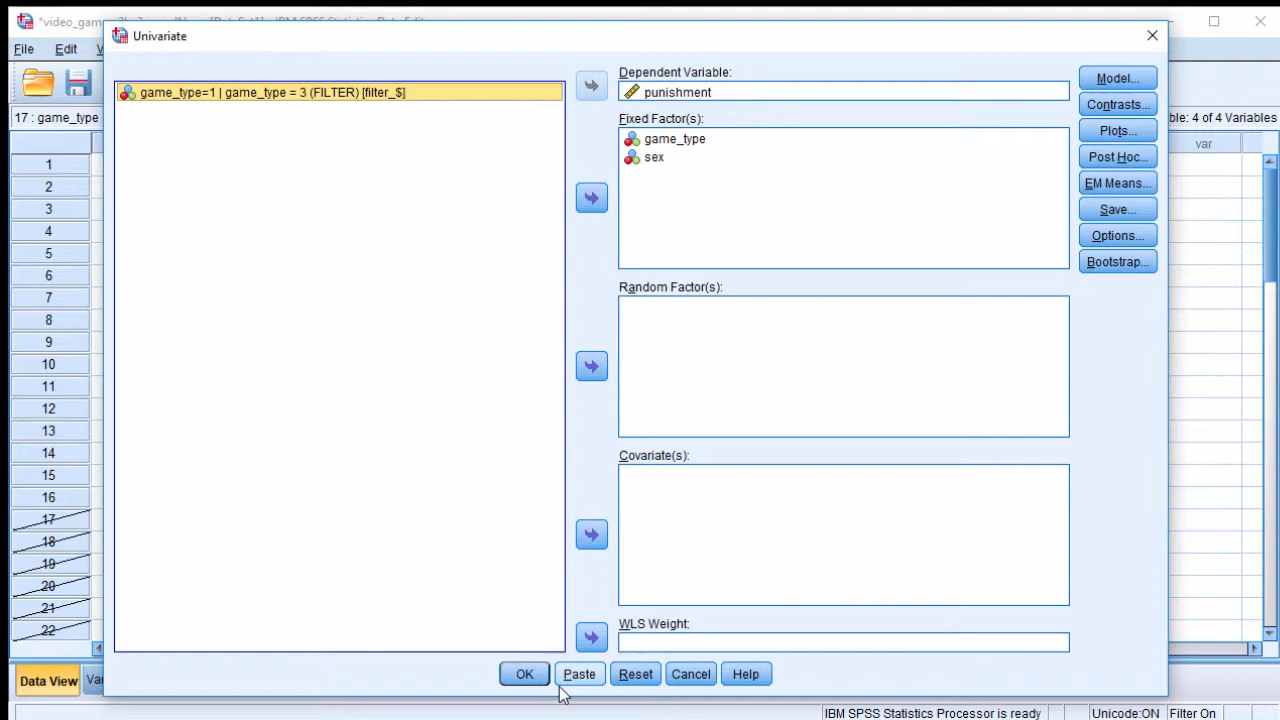 Univariate
File Edit
17 : game_type
ble: 4 of 4 Variables
var
1
2
3
4
5
6
7
8
9
10
11
12
13
14
15
16
17
18
19
20
21
22
game_type=1 | game_type = 3 (FILTER) [filter_$]
Dependent Variable:
punishment
Fixed Factor(s):
game_type
sex
Random Factor(s):
Covariate(s):
WLS Weight:
Model...
Contrasts...
Plots...
Post Hoc...
EM Means...
Save...
Options...
Bootstrap...
OK Paste Reset Cancel Help
Data View
IBM SPSS Statistics Processor is ready Unicode:ON Filter On